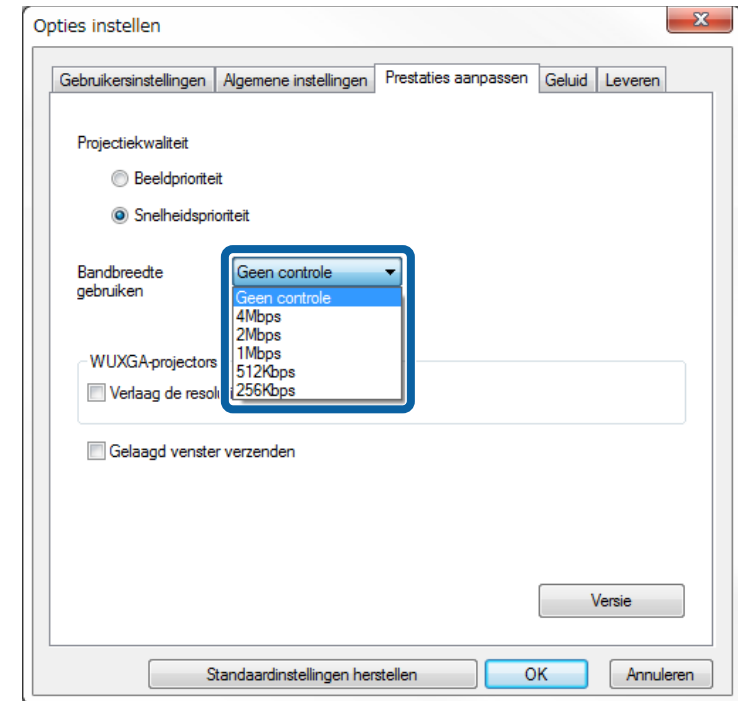 Opties instellen
Gebruikersinstellingen Algemene instellingen Prestaties aanpassen Geluid Leveren
Projectiekwaliteit
Beeldprioriteit
Snelheidsprioriteit
Bandbreedte gebruiken
Geen controle
Geen controle
4Mbps
2Mbps
1Mbps
512Kbps
256Kbps
WUXGA-projectors
Verlaag de
Gelaagd venster verzenden
Versie
Standaardinstellingen herstellen OK Annuleren